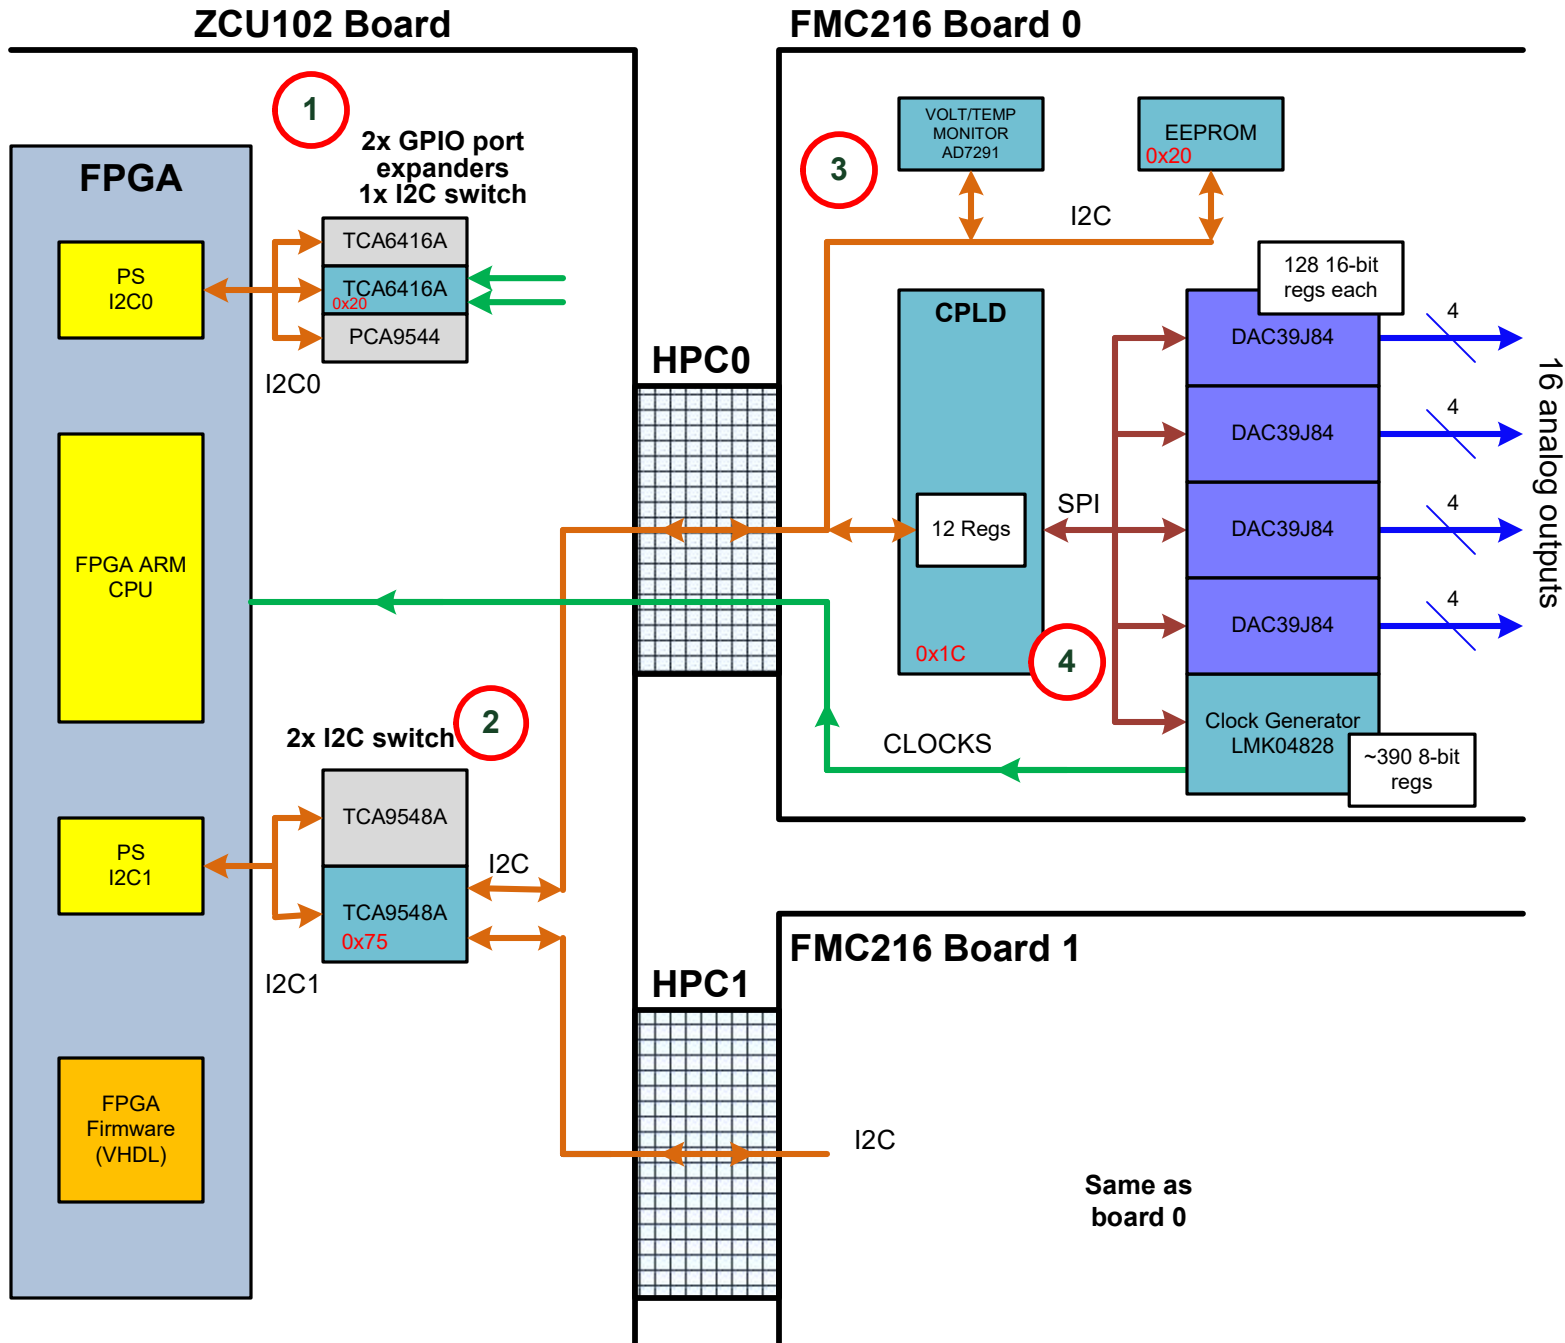 ZCU102 Board
FMC216 Board 0
1
2x GPIO port
expanders
1x I2C switch
FPGA
PS
I2C0
TCA6416A
TCA6416A
0x20
PCA9544
I2C0
FPGA ARM
CPU
2x I2C switch
2
PS
I2C1
TCA9548A
TCA9548A
0x75
I2C
I2C1
FPGA
Firmware
(VHDL)
HPC0
HPC1
3
VOLT/TEMP
MONITOR
AD7291
EEPROM
0x20
I2C
CPLD
12 Regs
0x1C
4
SPI
128 16-bit
regs each
DAC39J84
DAC39J84
DAC39J84
DAC39J84
Clock Generator
LMK04828
~390 8-bit
regs
CLOCKS
4
4
4
4
16 analog outputs
FMC216 Board 1
I2C
Same as
board 0